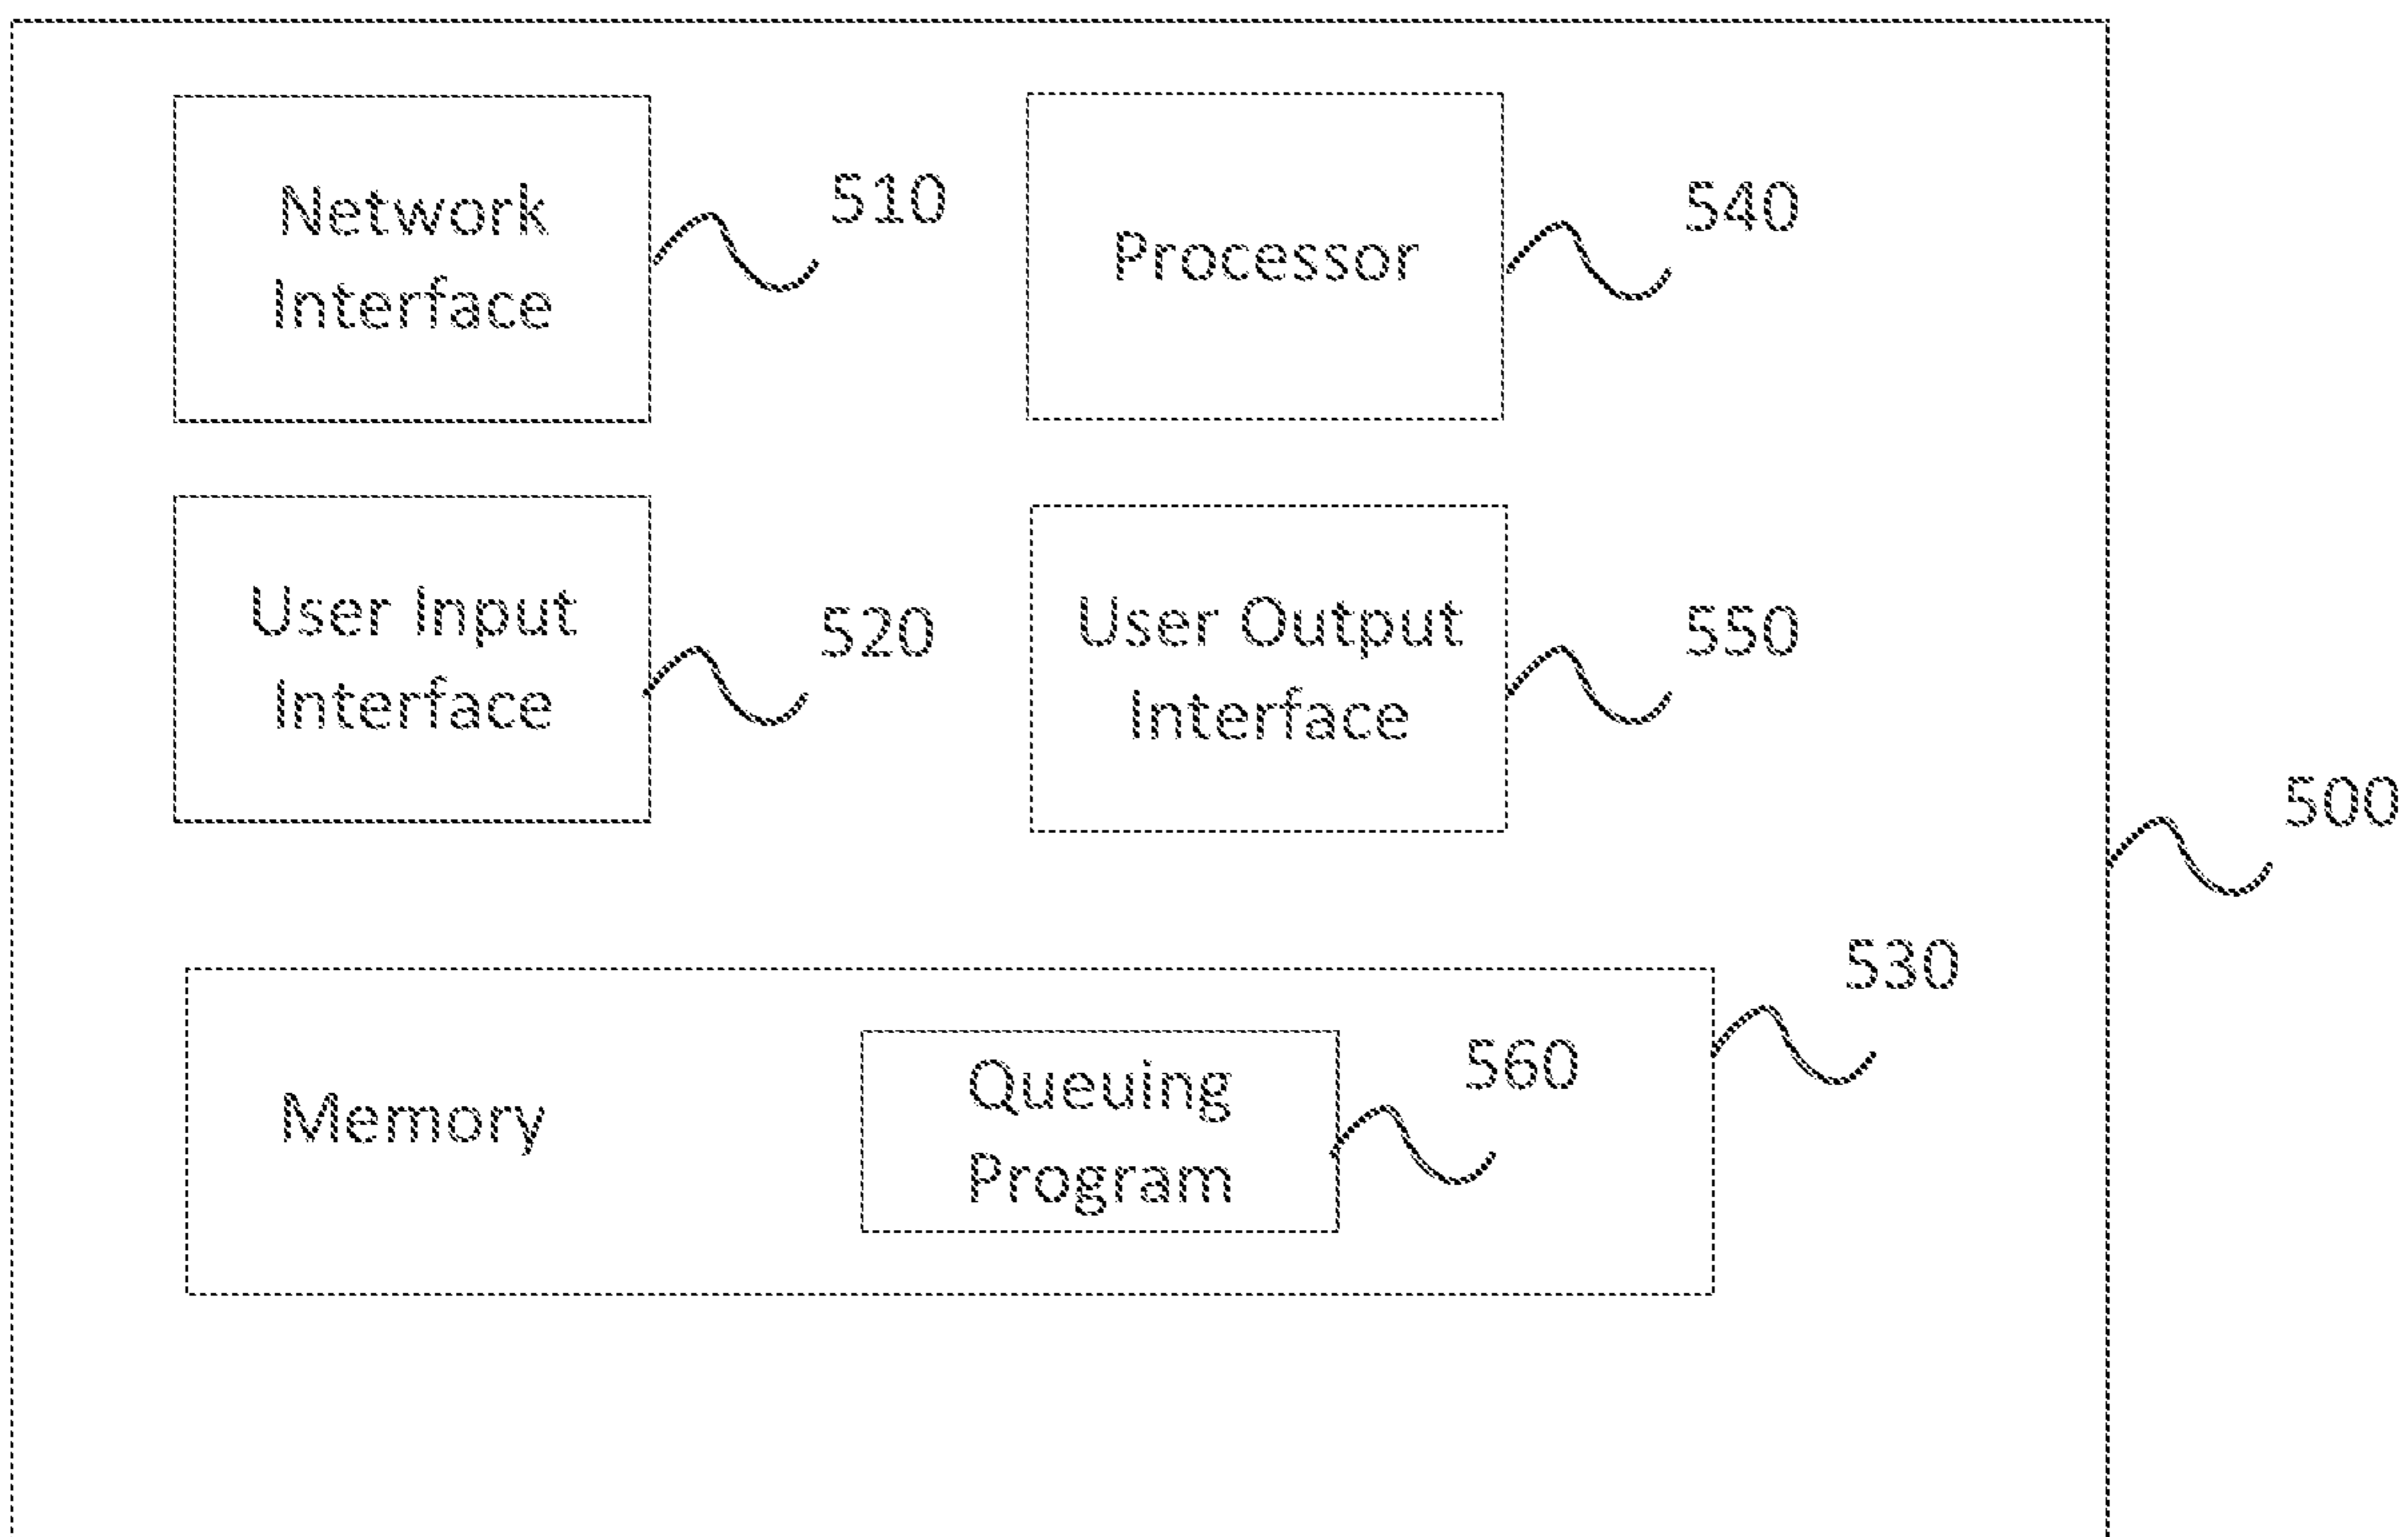 Network
Interface
510
Processor
540
User Input
Interface
520
User Output
Interface
550
500
530
Memory
Queuing
Program
560